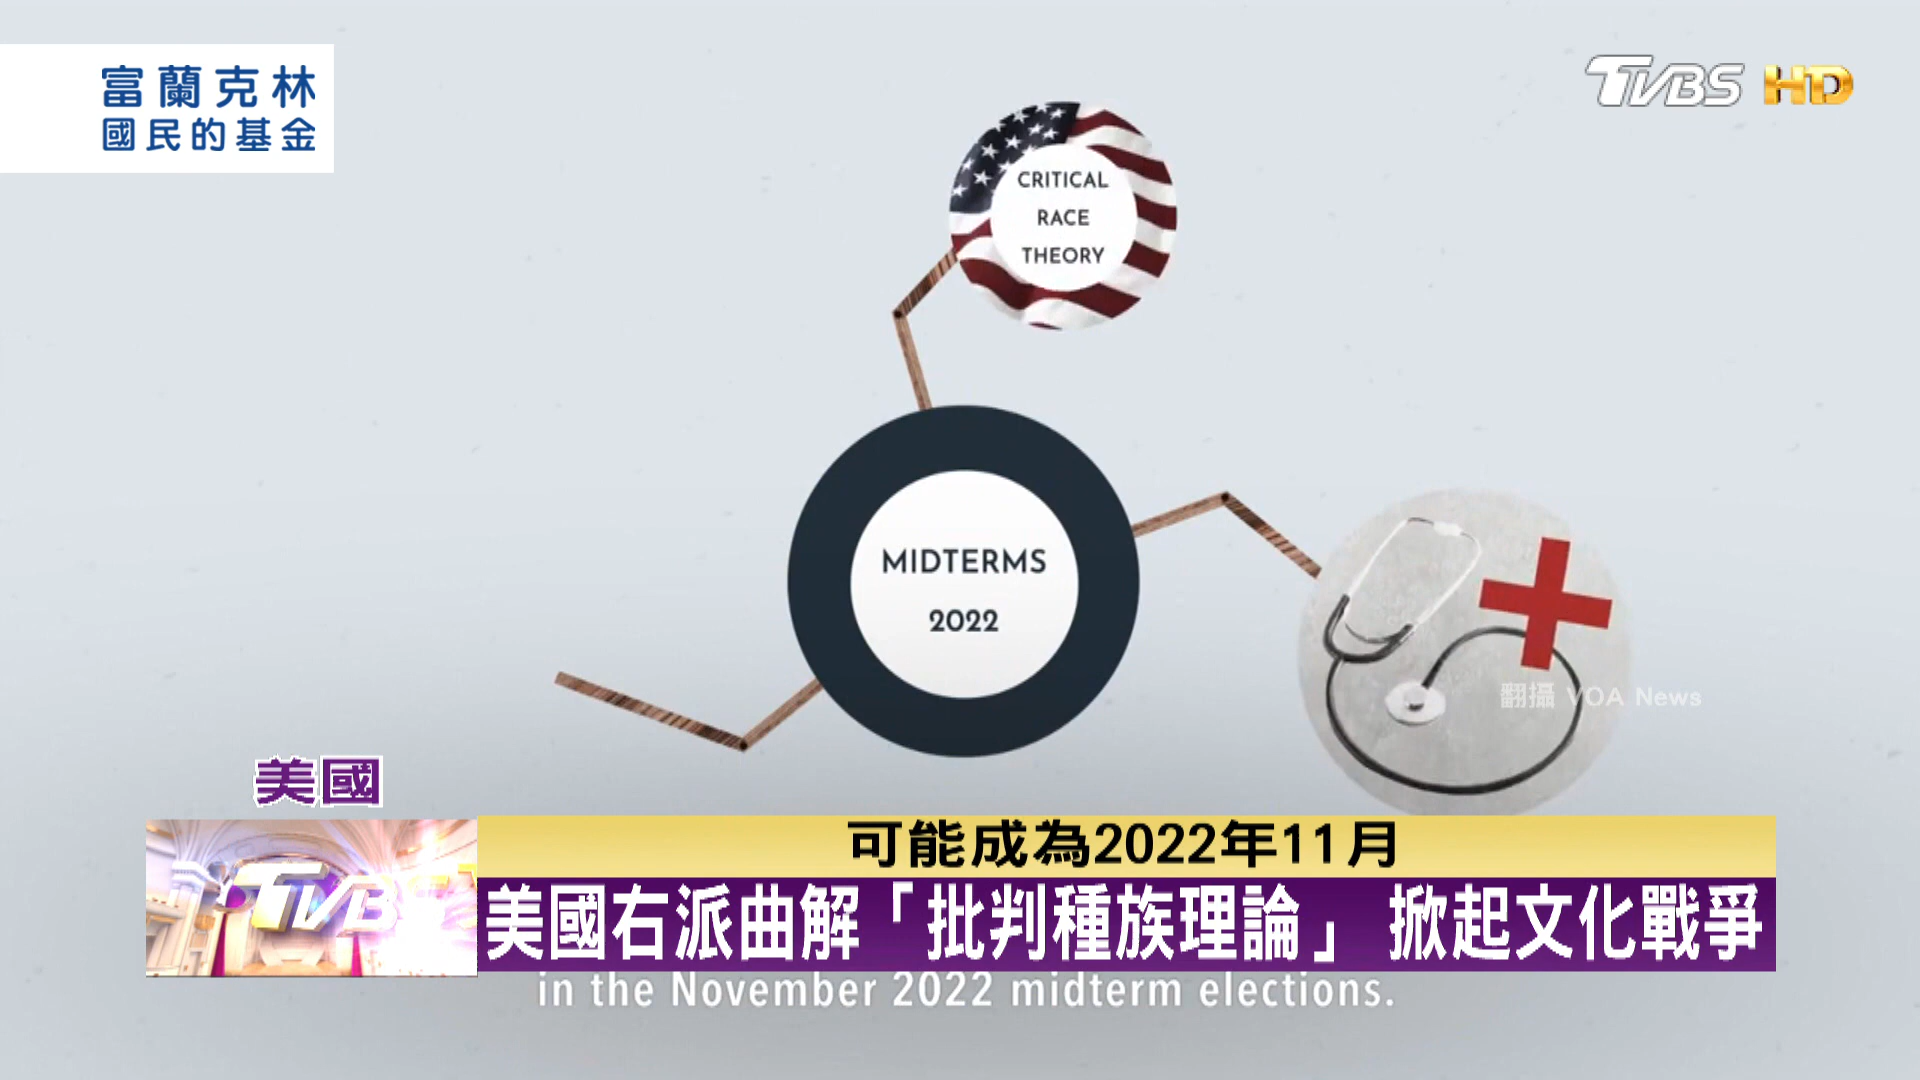 富蘭克林
國民的基金
TVBS HD
CRITICAL
RACE
THEORY
MIDTERMS
2022
翻攝 VOA News
美國
可能成為2022年11月
TVBS
美國右派曲解「批判種族理論」 掀起文化戰爭
in the November 2022 midterm elections.